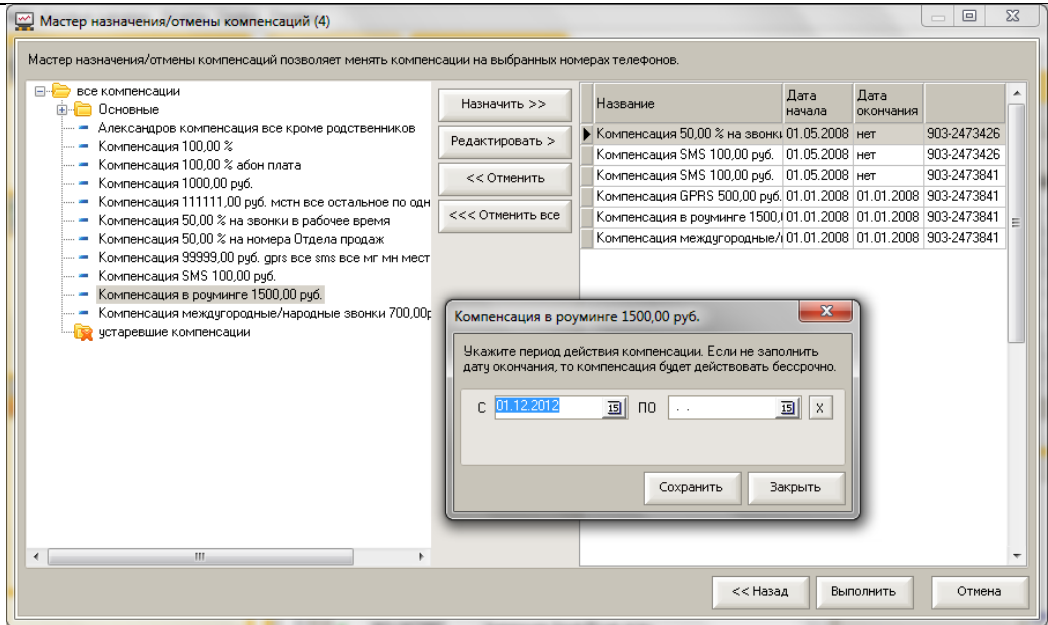 Мастер назначения/отмены компенсаций (4)
Мастер назначения/отмены компенсаций позволяет менять компенсации на выбранных номерах телефонов.
все компенсации
Основные
Александров компенсация все кроме родственников
Компенсация 100,00 %
Компенсация 100,00 % абон плата
Компенсация 1000,00 руб.
Компенсация 111111,00 руб. мстн все остальное по одн
Компенсация 50,00 % на звонки в рабочее время
Компенсация 50,00 % на номера Отдела продаж
Компенсация 99999,00 руб. gprs все sms все мг мн мест
Компенсация SMS 100,00 руб.
Компенсация в роуминге 1500,00 руб.
Компенсация междугородные/народные звонки 700,00р
устаревшие компенсации
Назначить >>
Редактировать >
<< Отменить
<<< Отменить все
Название Дата начала Дата окончания
Компенсация 50,00 % на звонки 01.05.2008 нет 903-2473426
Компенсация SMS 100,00 руб. 01.05.2008 нет 903-2473426
Компенсация SMS 100,00 руб. 01.05.2008 нет 903-2473841
Компенсация GPRS 500,00 руб. 01.01.2008 01.01.2008 903-2473841
Компенсация в роуминге 1500, 01.01.2008 01.01.2008 903-2473841
Компенсация междугородные/ 01.01.2008 01.01.2008 903-2473841
Компенсация в роуминге 1500,00 руб.
Укажите период действия компенсации. Если не заполнить
дату окончания, то компенсация будет действовать бессрочно.
С 01.12.2012 15 ПО . . 15 X
Сохранить Закрыть
<< Назад Выполнить Отмена